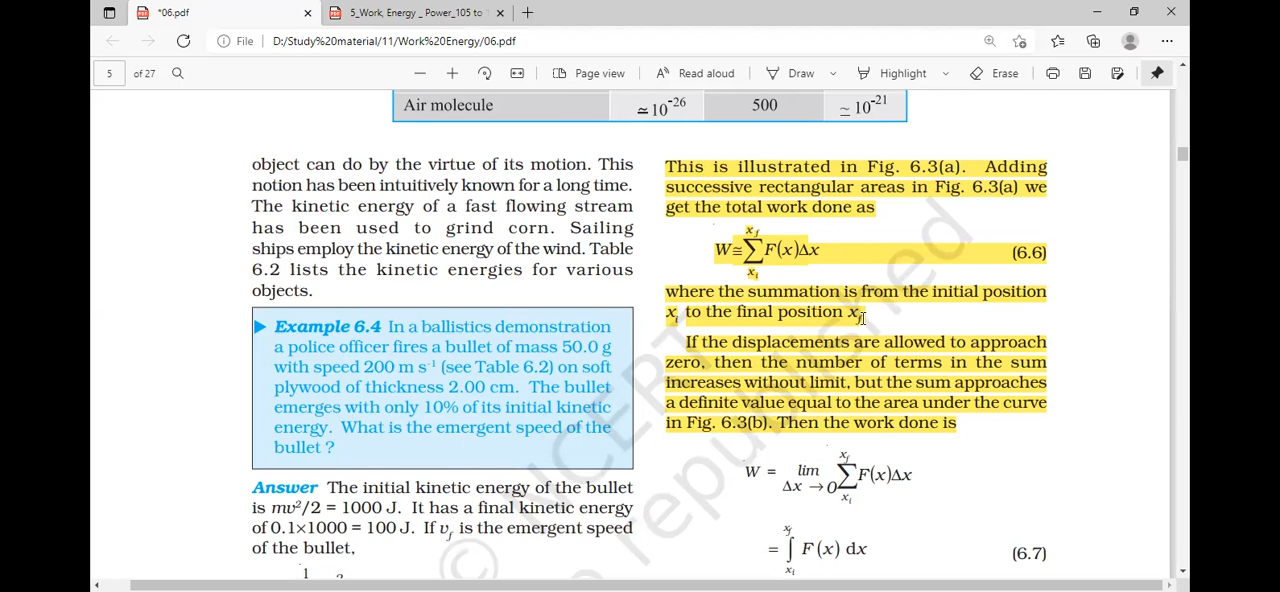 *06.pdf
5_Work, Energy _ Power_105 to 1
File
D:/Study%20material/11/Work%20Energy/06.pdf
5 of 27
Page view
Read aloud
Draw
Highlight
Erase
Air molecule ≃10⁻²⁶ 500 ≃ 10⁻²¹
object can do by the virtue of its motion. This
notion has been intuitively known for a long time.
The kinetic energy of a fast flowing stream
has been used to grind corn. Sailing
ships employ the kinetic energy of the wind. Table
6.2 lists the kinetic energies for various
objects.
Example 6.4 In a ballistics demonstration
a police officer fires a bullet of mass 50.0 g
with speed 200 m s⁻¹ (see Table 6.2) on soft
plywood of thickness 2.00 cm. The bullet
emerges with only 10% of its initial kinetic
energy. What is the emergent speed of the
bullet ?
Answer The initial kinetic energy of the bullet
is mv²/2 = 1000 J. It has a final kinetic energy
of 0.1×1000 = 100 J. If v_f is the emergent speed
of the bullet,
This is illustrated in Fig. 6.3(a). Adding
successive rectangular areas in Fig. 6.3(a) we
get the total work done as
x_f
W≅∑F(x)Δx (6.6)
x_i
where the summation is from the initial position
x_i to the final position x_f
If the displacements are allowed to approach
zero, then the number of terms in the sum
increases without limit, but the sum approaches
a definite value equal to the area under the curve
in Fig. 6.3(b). Then the work done is
x_f
W = lim ∑F(x)Δx
Δx →0 x_i
x_f
= ∫ F(x) dx (6.7)
x_i
© NCERT
republished